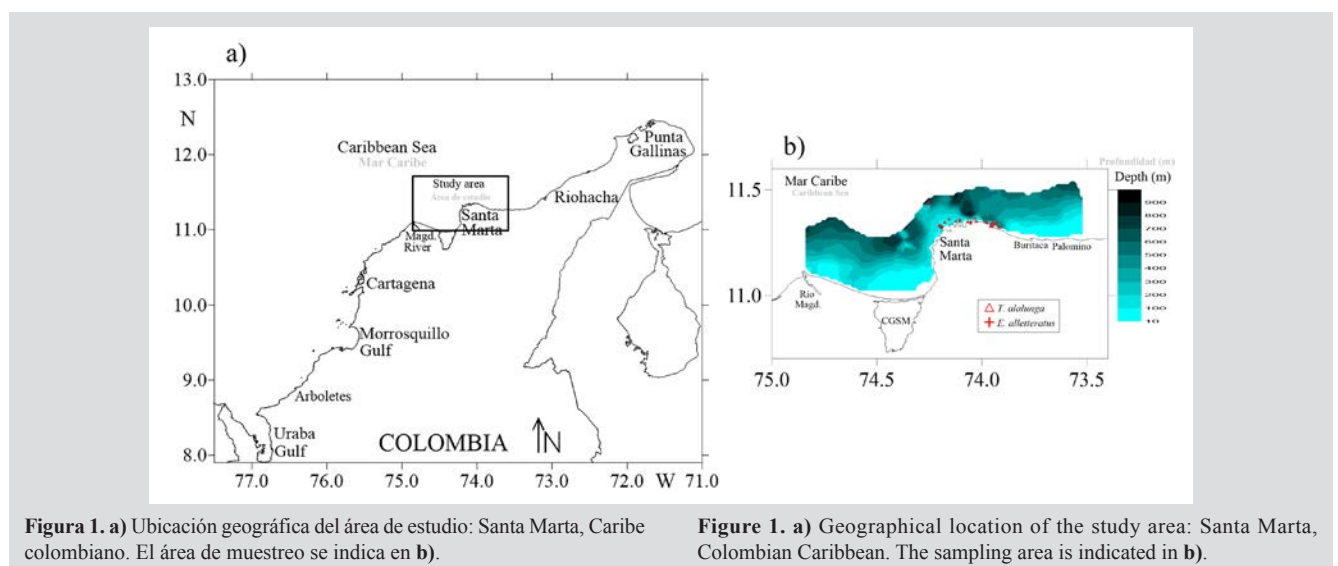 a)
13.0
N
12.0
11.0
10.0
9.0
8.0
77.0 76.0 75.0 74.0 73.0 72.0 W 71.0
Caribbean Sea
Mar Caribe
Study area
Área de estudio
Santa
Marta
Magd.
River
Riohacha
Punta
Gallinas
Cartagena
Morrosquillo
Gulf
Arboletes
Uraba
Gulf
COLOMBIA
N
b)
Profundidad (m)
Depth (m)
11.5
11.0
75.0 74.5 74.0 73.5
Mar Caribe
Caribbean Sea
Santa
Marta
Buritaca Palomino
Rio
Magd.
CGSM
T. alalunga
E. alletteratus
900
800
700
600
500
400
300
200
100
10
Figura 1. a) Ubicación geográfica del área de estudio: Santa Marta, Caribe
colombiano. El área de muestreo se indica en b).
Figure 1. a) Geographical location of the study area: Santa Marta,
Colombian Caribbean. The sampling area is indicated in b).